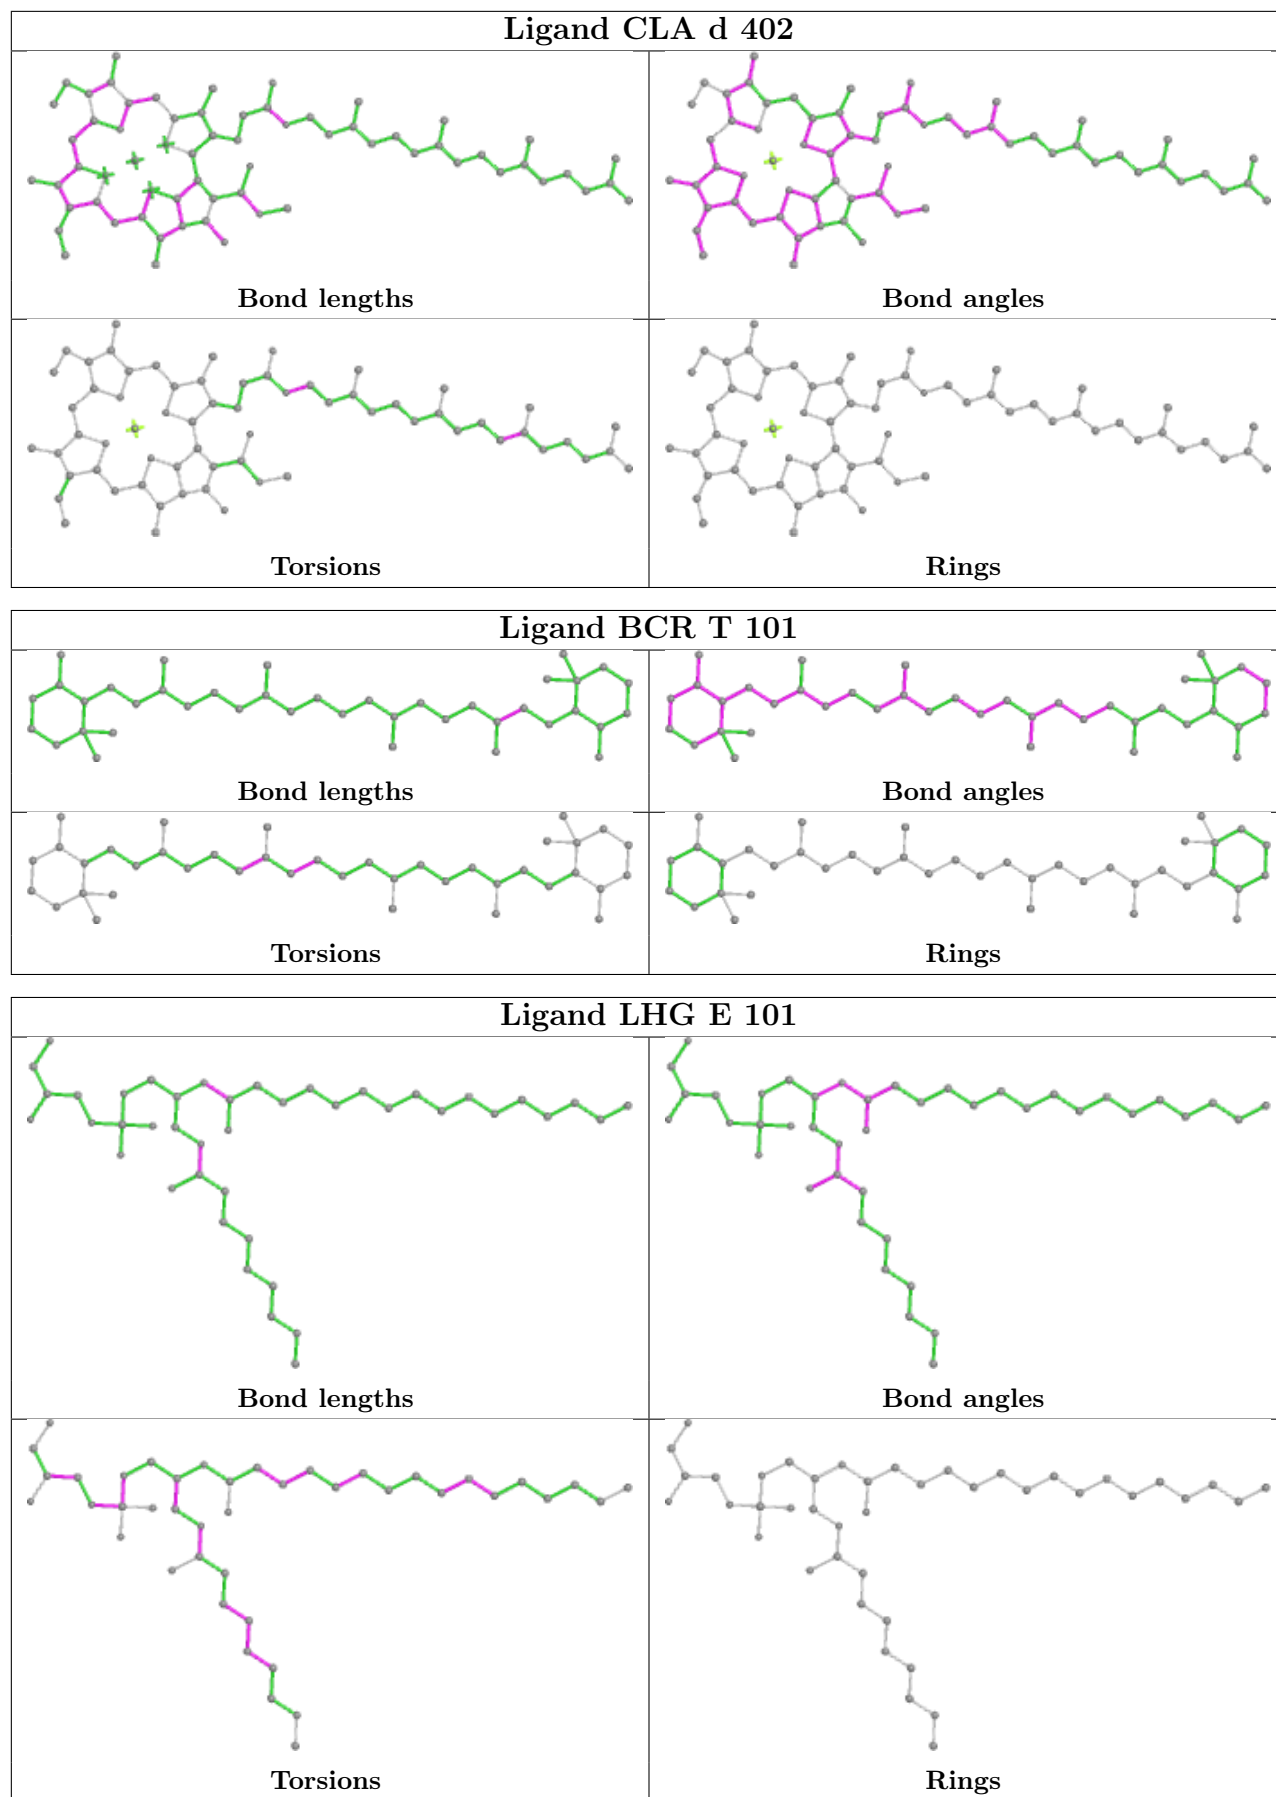 Ligand CLA d 402
Bond lengths
Bond angles
Torsions
Rings
Ligand BCR T 101
Bond lengths
Bond angles
Torsions
Rings
Ligand LHG E 101
Bond lengths
Bond angles
Torsions
Rings